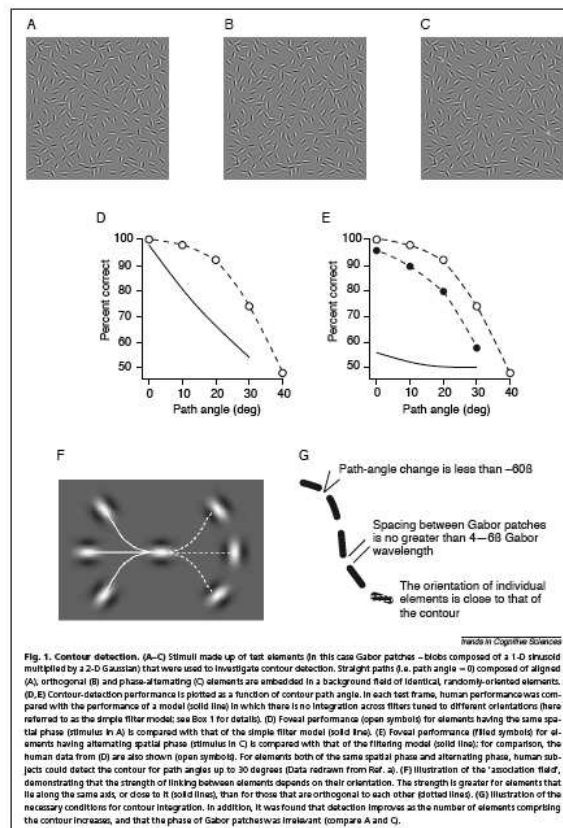 A
B
C
D
E
100
90
80
70
60
50
Percent correct
0 10 20 30 40
Path angle (deg)
100
90
80
70
60
50
Percent correct
0 10 20 30 40
Path angle (deg)
F
G
Path-angle change is less than ~60ß
Spacing between Gabor patches
is no greater than 4—6ß Gabor
wavelength
The orientation of individual
elements is close to that of
the contour
trends in Cognitive Sciences
Fig. 1. Contour detection. (A–C) Stimuli made up of test elements (in this case Gabor patches – blobs composed of a 1-D sinusoid
multiplied by a 2-D Gaussian) that were used to investigate contour detection. Straight paths (i.e. path angle = 0) composed of aligned
(A), orthogonal (B) and phase-alternating (C) elements are embedded in a background field of identical, randomly-oriented elements.
(D,E) Contour-detection performance is plotted as a function of contour path angle. In each test frame, human performance was com-
pared with the performance of a model (solid line) in which there is no integration across filters tuned to different orientations (here
referred to as the simple filter model; see Box 1 for details). (D) Foveal performance (open symbols) for elements having the same spa-
tial phase (stimulus in A) is compared with that of the simple filter model (solid line). (E) Foveal performance (filled symbols) for el-
ements having alternating spatial phase (stimulus in C) is compared with that of the filtering model (solid line); for comparison, the
human data from (D) are also shown (open symbols). For elements both of the same spatial phase and alternating phase, human sub-
jects could detect the contour for path angles up to 30 degrees (Data redrawn from Ref. a). (F) Illustration of the 'association field',
demonstrating that the strength of linking between elements depends on their orientation. The strength is greater for elements that
lie along the same axis, or close to it (solid lines), than for those that are orthogonal to each other (dotted lines). (G) Illustration of the
necessary conditions for contour integration. In addition, it was found that detection improves as the number of elements comprising
the contour increases, and that the phase of Gabor patches was irrelevant (compare A and C).